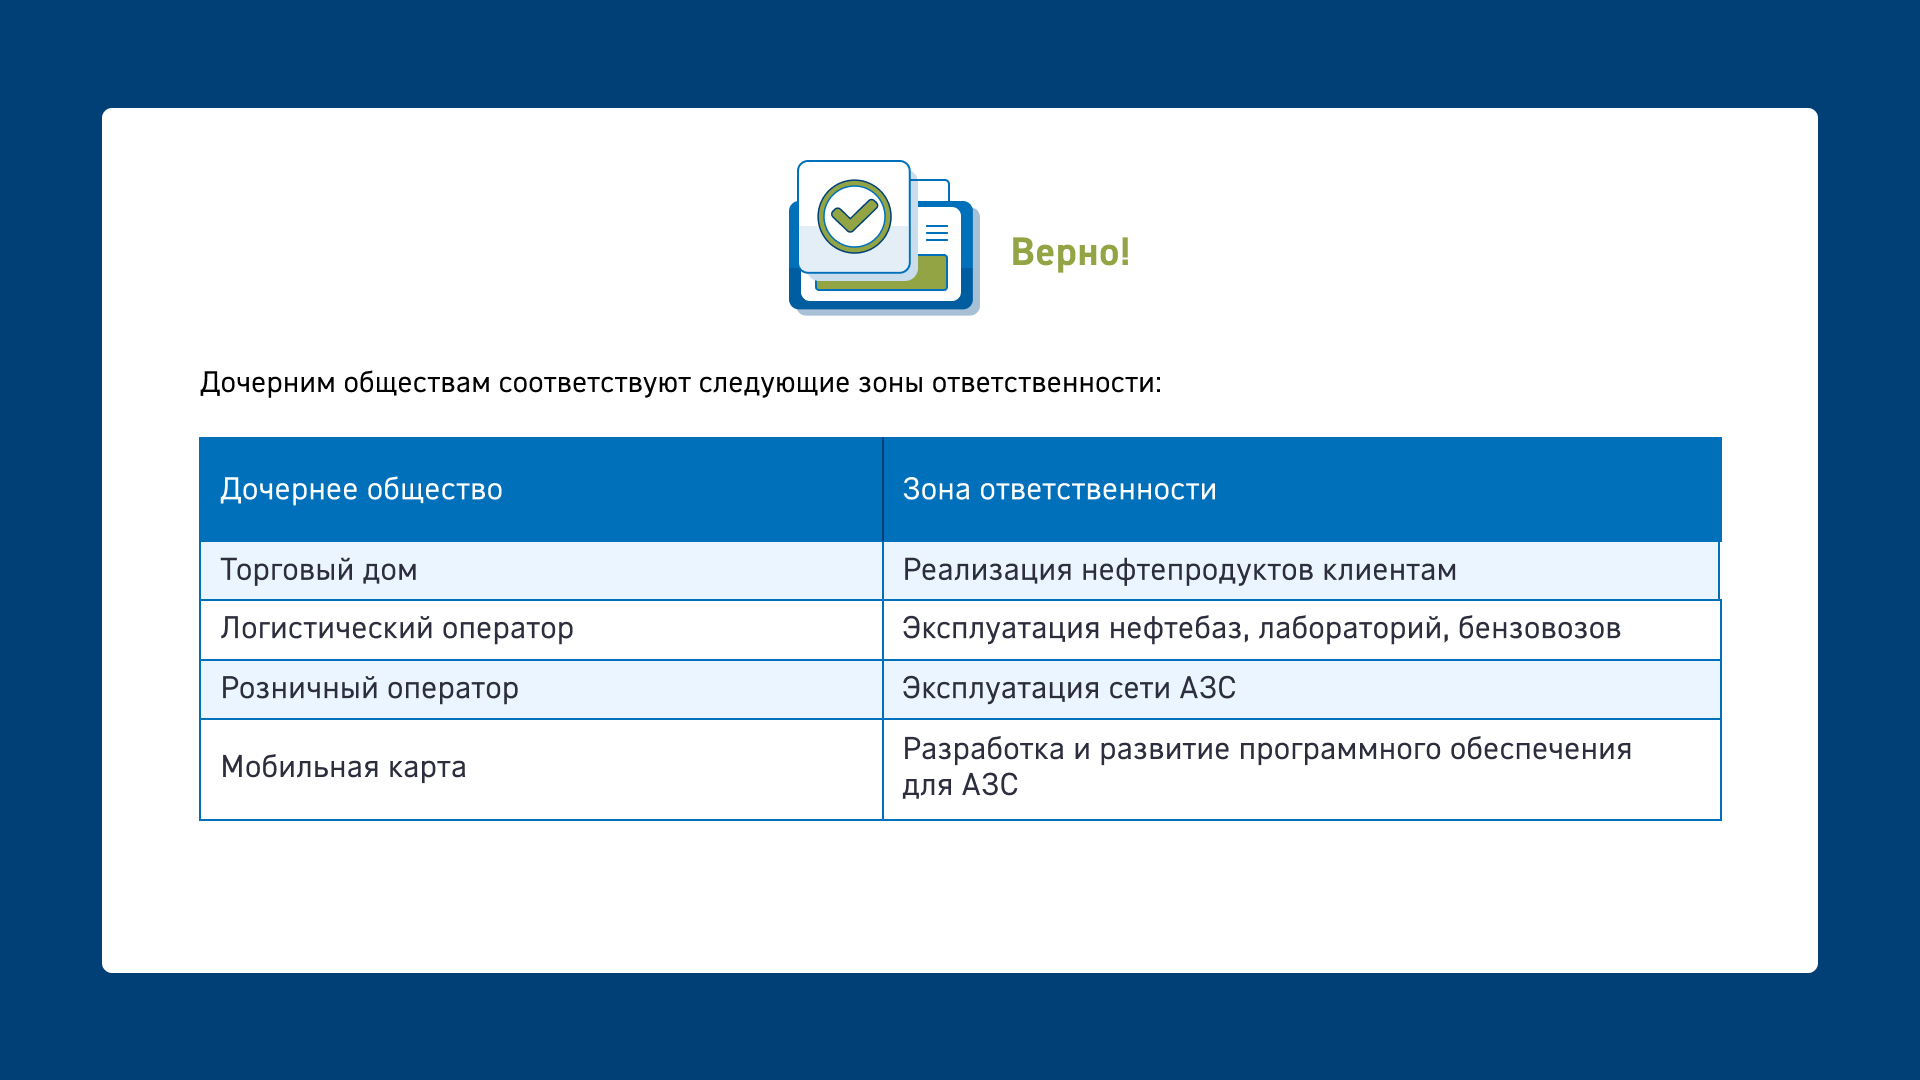 Верно!
Дочерним обществам соответствуют следующие зоны ответственности:
Дочернее общество
Зона ответственности
Торговый дом
Реализация нефтепродуктов клиентам
Логистический оператор
Эксплуатация нефтебаз, лабораторий, бензовозов
Розничный оператор
Эксплуатация сети АЗС
Мобильная карта
Разработка и развитие программного обеспечения
для АЗС